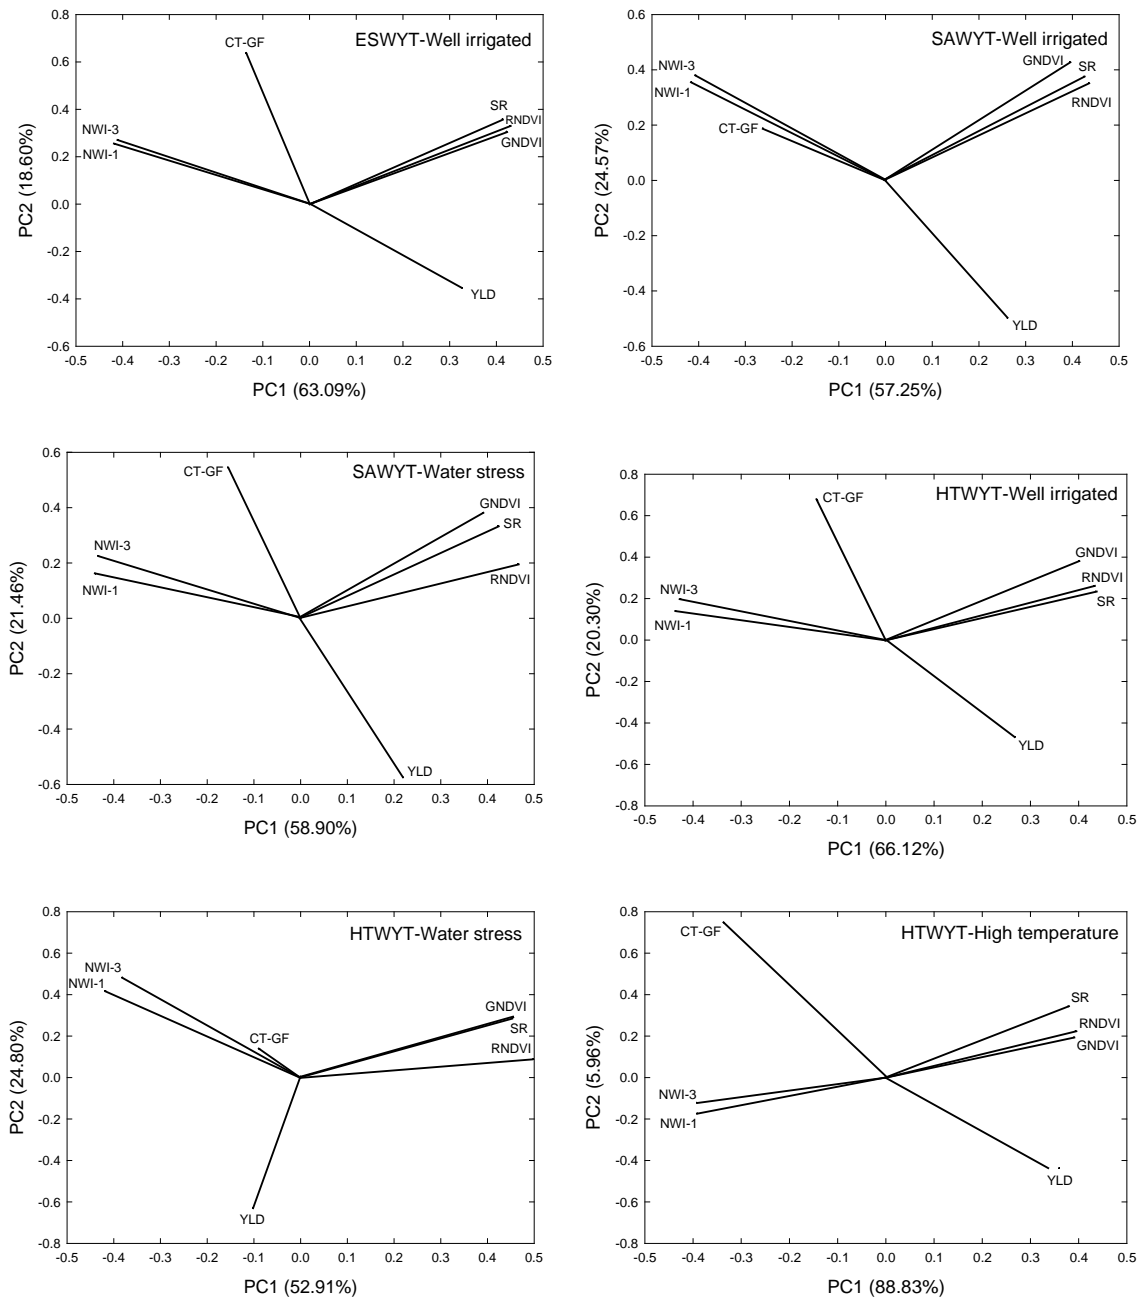 ESWYT-Well irrigated
CT-GF
SR
RNDVI
GNDVI
NWI-3
NWI-1
YLD
0.8
0.6
0.4
0.2
0.0
-0.2
-0.4
-0.6
PC2 (18.60%)
-0.5 -0.4 -0.3 -0.2 -0.1 0.0 0.1 0.2 0.3 0.4 0.5
PC1 (63.09%)
SAWYT-Well irrigated
GNDVI
SR
RNDVI
NWI-3
NWI-1
CT-GF
YLD
0.6
0.4
0.2
0.0
-0.2
-0.4
-0.6
PC2 (24.57%)
-0.5 -0.4 -0.3 -0.2 -0.1 0.0 0.1 0.2 0.3 0.4 0.5
PC1 (57.25%)
SAWYT-Water stress
CT-GF
GNDVI
SR
RNDVI
NWI-3
NWI-1
YLD
0.6
0.4
0.2
0.0
-0.2
-0.4
-0.6
PC2 (21.46%)
-0.5 -0.4 -0.3 -0.2 -0.1 0.0 0.1 0.2 0.3 0.4 0.5
PC1 (58.90%)
HTWYT-Well irrigated
CT-GF
GNDVI
RNDVI
SR
NWI-3
NWI-1
YLD
0.8
0.6
0.4
0.2
0.0
-0.2
-0.4
-0.6
-0.8
PC2 (20.30%)
-0.5 -0.4 -0.3 -0.2 -0.1 0.0 0.1 0.2 0.3 0.4 0.5
PC1 (66.12%)
HTWYT-Water stress
NWI-3
NWI-1
CT-GF
GNDVI
SR
RNDVI
YLD
0.8
0.6
0.4
0.2
0.0
-0.2
-0.4
-0.6
-0.8
PC2 (24.80%)
-0.5 -0.4 -0.3 -0.2 -0.1 0.0 0.1 0.2 0.3 0.4 0.5
PC1 (52.91%)
HTWYT-High temperature
CT-GF
SR
RNDVI
GNDVI
NWI-3
NWI-1
YLD
0.8
0.6
0.4
0.2
0.0
-0.2
-0.4
-0.6
-0.8
PC2 (5.96%)
-0.5 -0.4 -0.3 -0.2 -0.1 0.0 0.1 0.2 0.3 0.4 0.5
PC1 (88.83%)